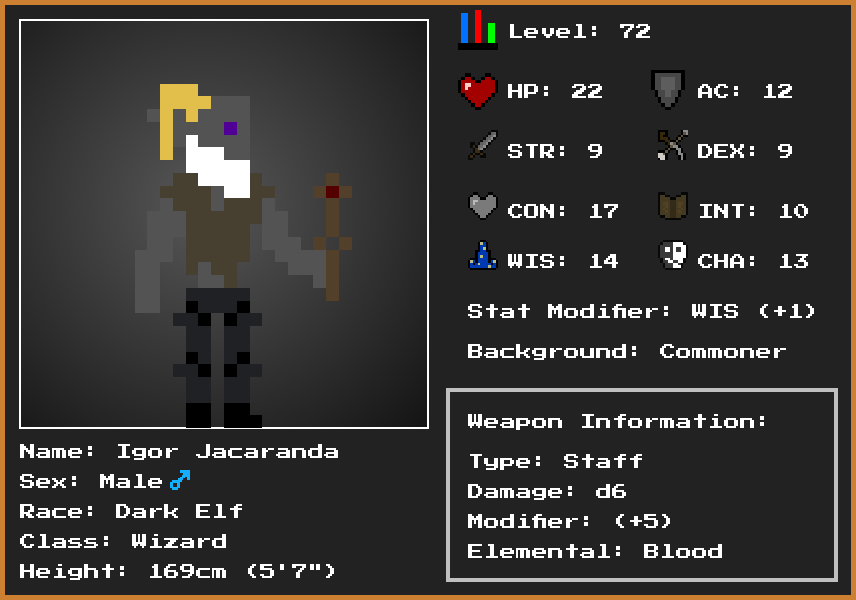 Level: 72
HP: 22
AC: 12
STR: 9
DEX: 9
CON: 17
INT: 10
WIS: 14
CHA: 13
Stat Modifier: WIS (+1)
Background: Commoner
Weapon Information:
Type: Staff
Damage: d6
Modifier: (+5)
Elemental: Blood
Name: Igor Jacaranda
Sex: Male♂
Race: Dark Elf
Class: Wizard
Height: 169cm (5'7")